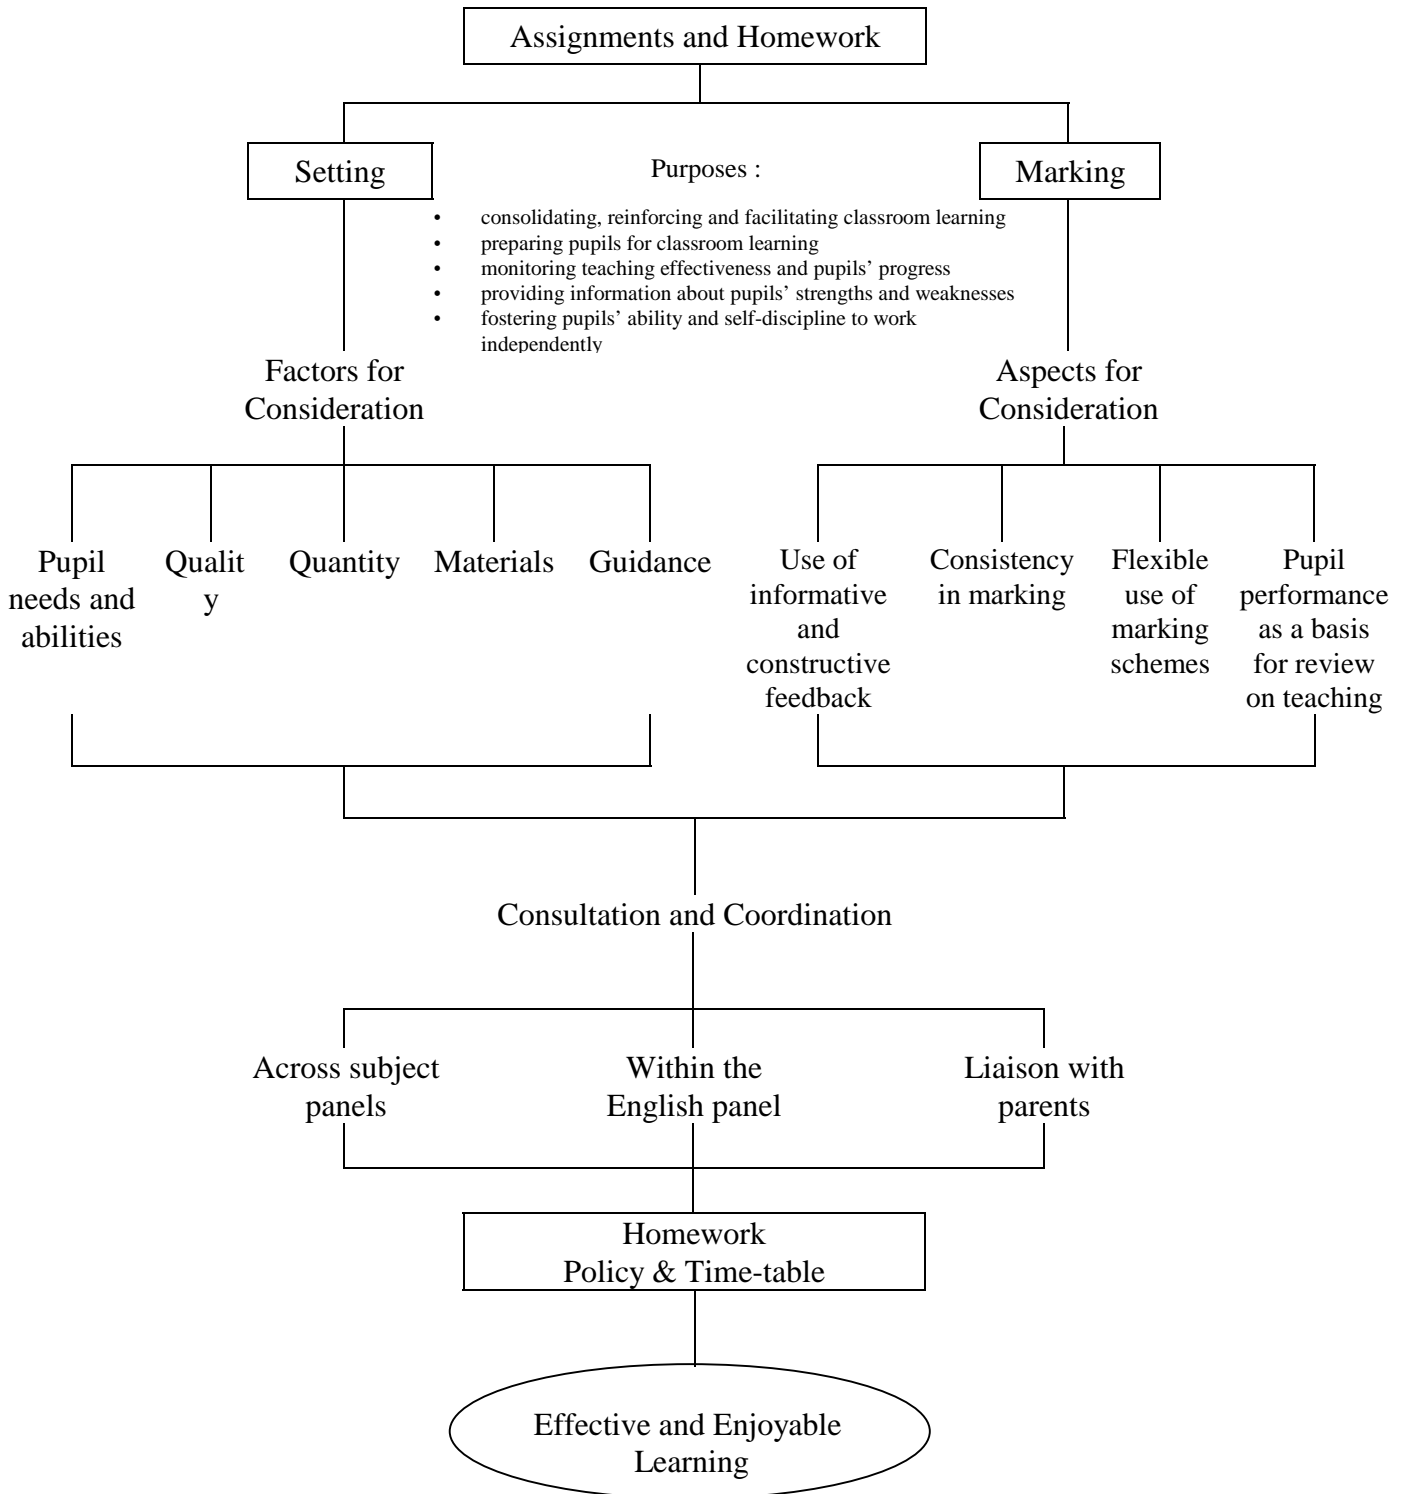 Assignments and Homework
Setting
Purposes :
Marking
• consolidating, reinforcing and facilitating classroom learning
• preparing pupils for classroom learning
• monitoring teaching effectiveness and pupils’ progress
• providing information about pupils’ strengths and weaknesses
• fostering pupils’ ability and self-discipline to work
independently
Factors for
Consideration
Aspects for
Consideration
Pupil
needs and
abilities
Qualit
y
Quantity
Materials
Guidance
Use of
informative
and
constructive
feedback
Consistency
in marking
Flexible
use of
marking
schemes
Pupil
performance
as a basis
for review
on teaching
Consultation and Coordination
Across subject
panels
Within the
English panel
Liaison with
parents
Homework
Policy & Time-table
Effective and Enjoyable
Learning